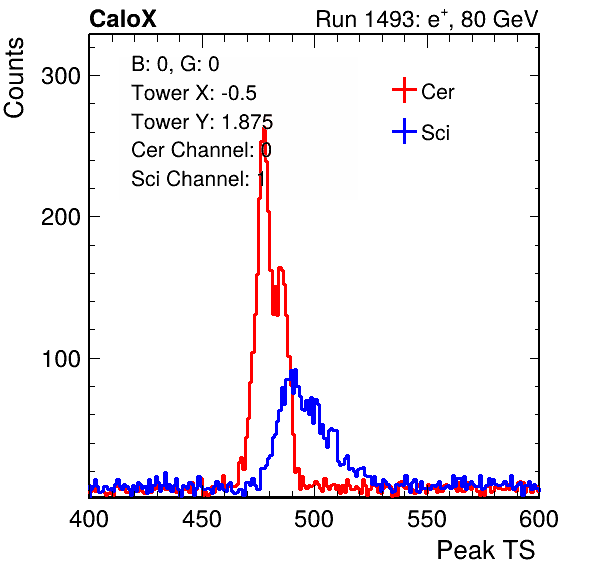 CaloX
Run 1493: e+, 80 GeV
Counts
B: 0, G: 0
Tower X: -0.5
Tower Y: 1.875
Cer Channel: 0
Sci Channel: 1
Cer
Sci
300
200
100
400 450 500 550 600
Peak TS